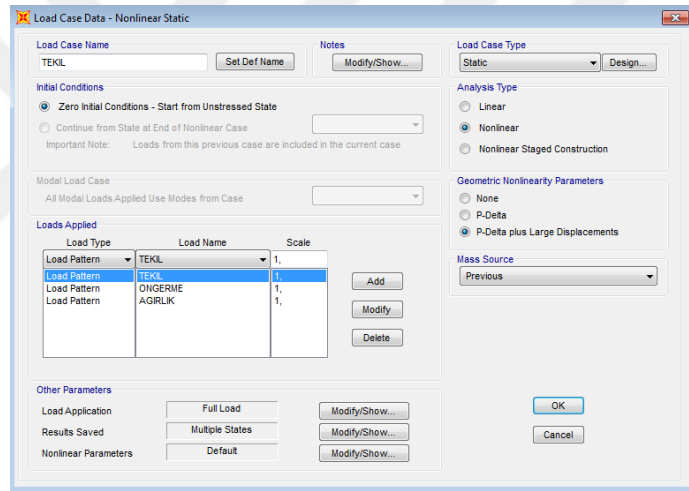 Load Case Data - Nonlinear Static
Load Case Name
TEKIL
Set Def Name
Notes
Modify/Show...
Load Case Type
Static
Design...
Initial Conditions
Zero Initial Conditions - Start from Unstressed State
Continue from State at End of Nonlinear Case
Important Note: Loads from this previous case are included in the current case
Analysis Type
Linear
Nonlinear
Nonlinear Staged Construction
Modal Load Case
All Modal Loads Applied Use Modes from Case
Geometric Nonlinearity Parameters
None
P-Delta
P-Delta plus Large Displacements
Loads Applied
Load Type Load Name Scale
Load Pattern TEKIL 1,
Load Pattern TEKIL 1,
Load Pattern ONGERME 1,
Load Pattern AGIRLIK 1,
Add
Modify
Delete
Mass Source
Previous
Other Parameters
Load Application Full Load Modify/Show...
Results Saved Multiple States Modify/Show...
Nonlinear Parameters Default Modify/Show...
OK
Cancel